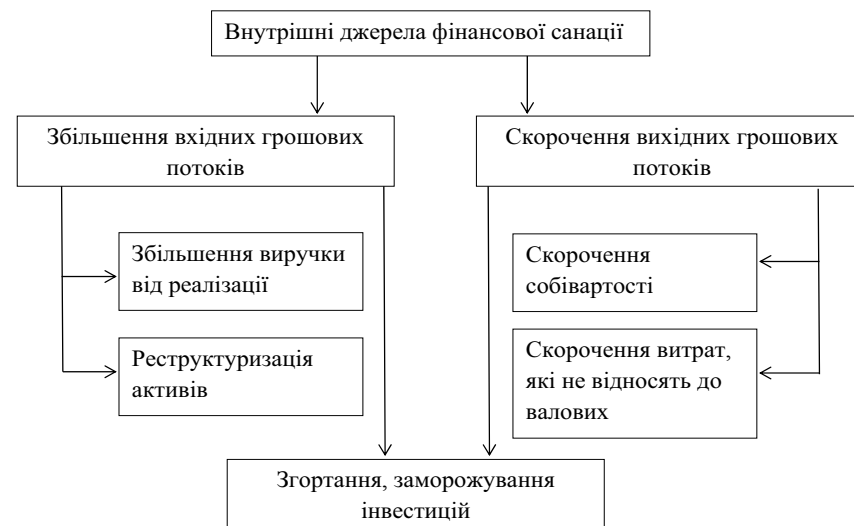 Внутрішні джерела фінансової санації
Збільшення вхідних грошових
потоків
Скорочення вихідних грошових
потоків
Збільшення виручки
від реалізації
Реструктуризація
активів
Скорочення
собівартості
Скорочення витрат,
які не відносять до
валових
Згортання, заморожування
інвестицій